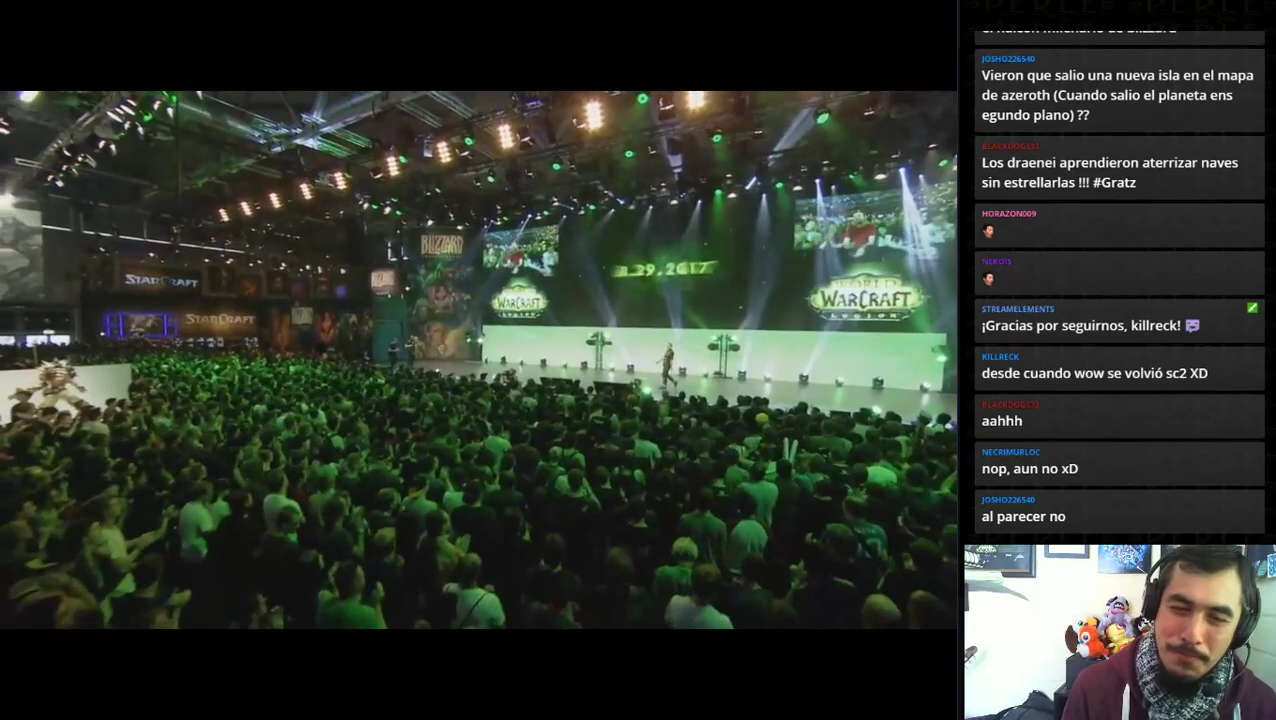 BLIZZARD
STARCRAFT
STARCRAFT
8.29.2017
WARCRAFT
WORLD
WARCRAFT
LEGION
JOSHO226540
Vieron que salio una nueva isla en el mapa
de azeroth (Cuando salio el planeta ens
egundo plano) ??
Los draenei aprendieron aterrizar naves
sin estrellarlas !!! #Gratz
HORAZON009
NEKOIS
STREAMELEMENTS
¡Gracias por seguirnos, killreck!
KILLRECK
desde cuando wow se volvió sc2 XD
aahhh
NECRIMURLOC
nop, aun no xD
JOSHO226540
al parecer no